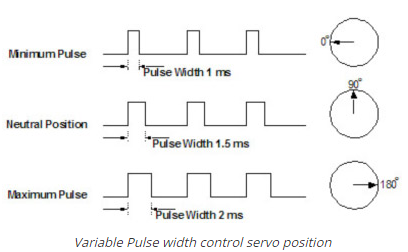 Minimum Pulse
0°
Pulse Width 1 ms
90°
Neutral Position
Pulse Width 1.5 ms
Maximum Pulse
180°
Pulse Width 2 ms
Variable Pulse width control servo position